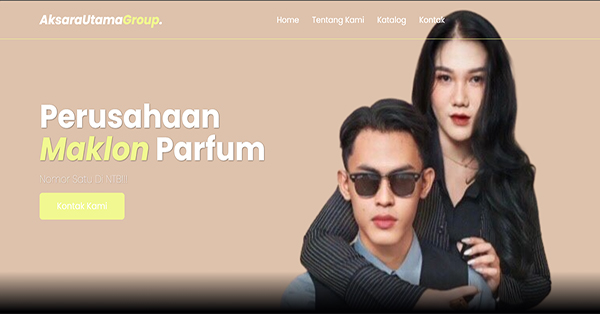 AksaraUtamaGroup.
Home Tentang Kami Katalog Kontak
Perusahaan
Maklon Parfum
Nomor Satu Di NTB!!!
Kontak Kami